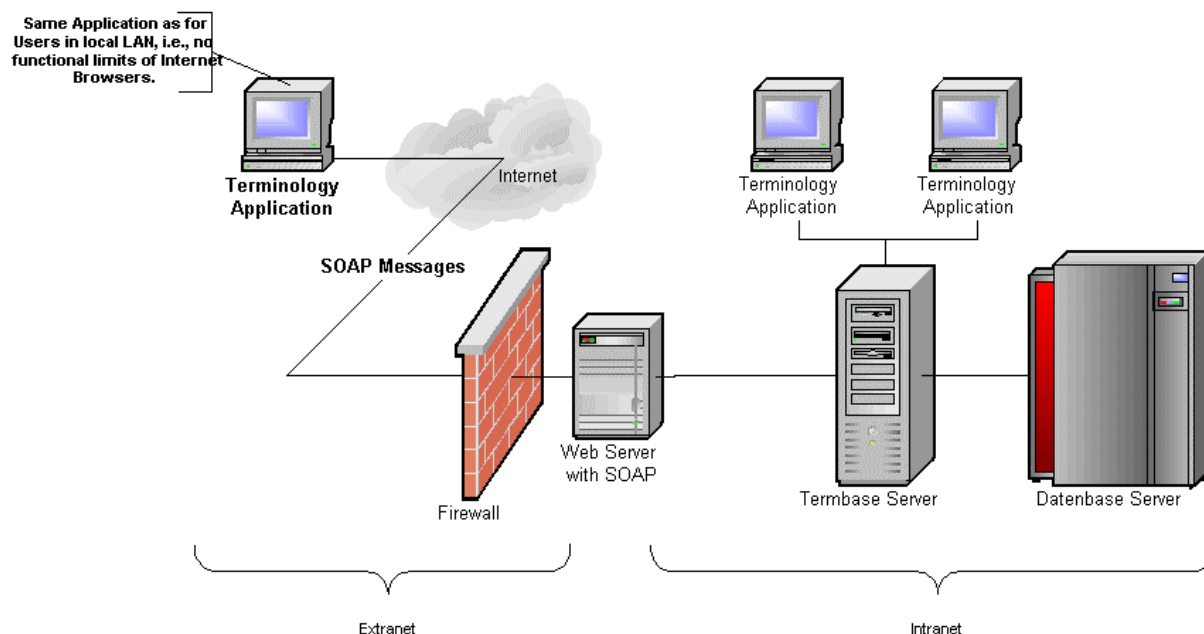 Same Application as for
Users in local LAN, i.e., no
functional limits of Internet
Browsers.
Terminology
Application
Internet
Terminology
Application
Terminology
Application
SOAP Messages
Firewall
Web Server
with SOAP
Termbase Server
Datenbase Server
Extranet
Intranet